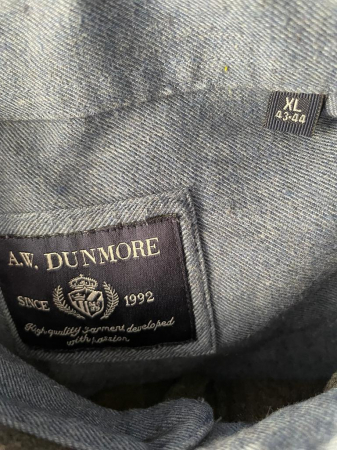 XL
43-44
A.W. DUNMORE
SINCE 1992
High quality garment developed
with passion